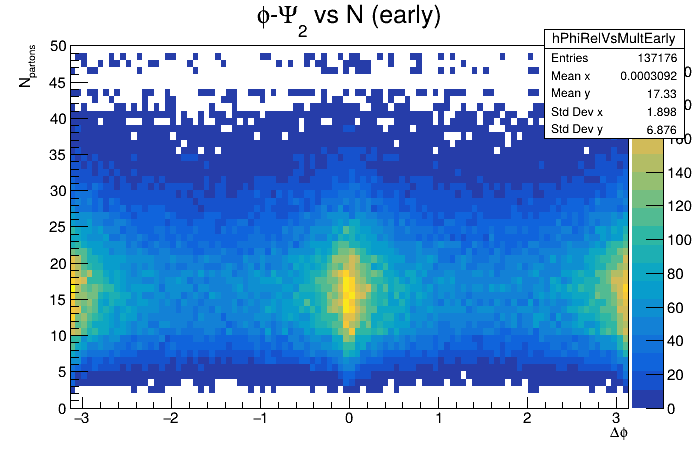 ϕ-Ψ2 vs N (early)
hPhiRelVsMultEarly
Entries 137176
Mean x 0.0003092
Mean y 17.33
Std Dev x 1.898
Std Dev y 6.876
Npartons
50
45
40
35
30
25
20
15
10
5
0
−3 −2 −1 0 1 2 3
Δϕ
160
140
120
100
80
60
40
20
0